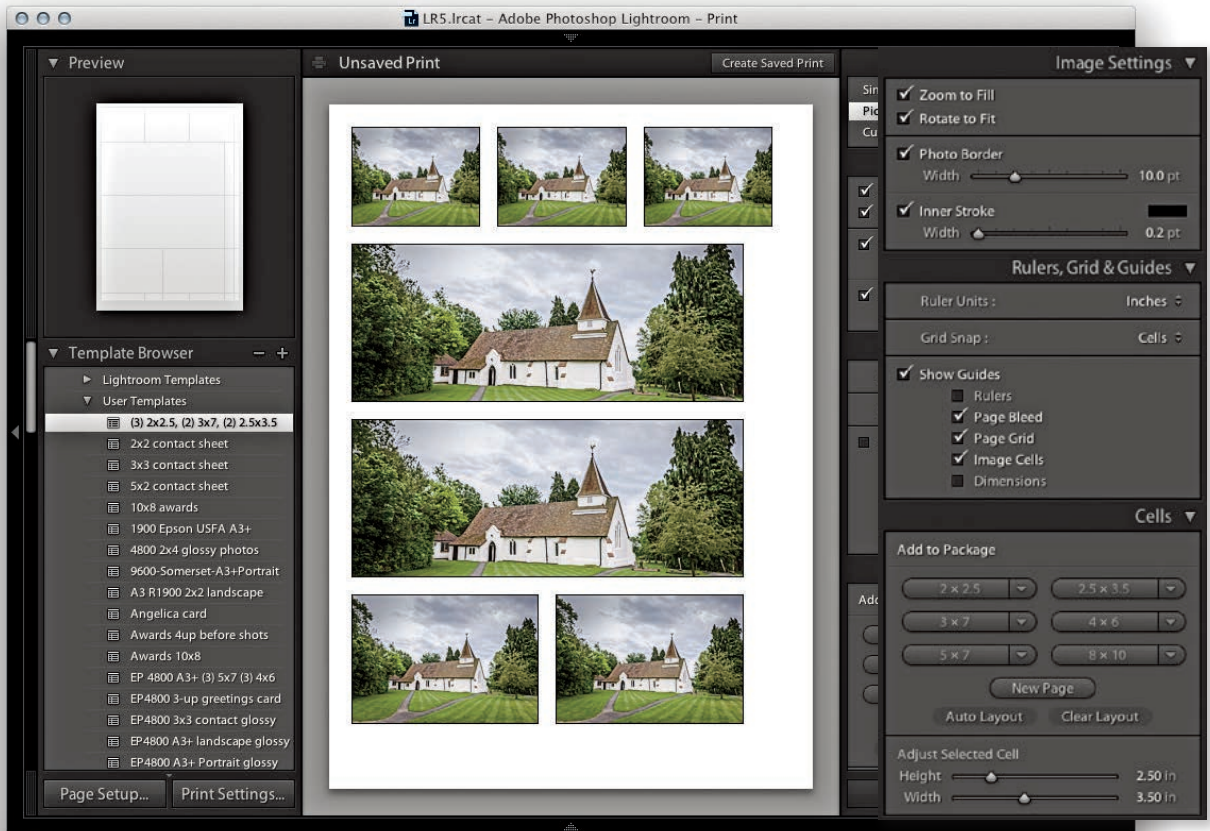 LR5.lrcat – Adobe Photoshop Lightroom – Print
Preview
Template Browser − +
Lightroom Templates
User Templates
(3) 2x2.5, (2) 3x7, (2) 2.5x3.5
2x2 contact sheet
3x3 contact sheet
5x2 contact sheet
10x8 awards
1900 Epson USFA A3+
4800 2x4 glossy photos
9600-Somerset-A3+Portrait
A3 R1900 2x2 landscape
Angelica card
Awards 4up before shots
Awards 10x8
EP 4800 A3+ (3) 5x7 (3) 4x6
EP4800 3-up greetings card
EP4800 3x3 contact glossy
EP4800 A3+ landscape glossy
EP4800 A3+ Portrait glossy
Page Setup... Print Settings...
Unsaved Print Create Saved Print
Sin
Pic
Cu
Add
Image Settings
Zoom to Fill
Rotate to Fit
Photo Border
Width 10.0 pt
Inner Stroke
Width 0.2 pt
Rulers, Grid & Guides
Ruler Units : Inches
Grid Snap : Cells
Show Guides
Rulers
Page Bleed
Page Grid
Image Cells
Dimensions
Cells
Add to Package
2 × 2.5 2.5 × 3.5
3 × 7 4 × 6
5 × 7 8 × 10
New Page
Auto Layout Clear Layout
Adjust Selected Cell
Height 2.50 in
Width 3.50 in